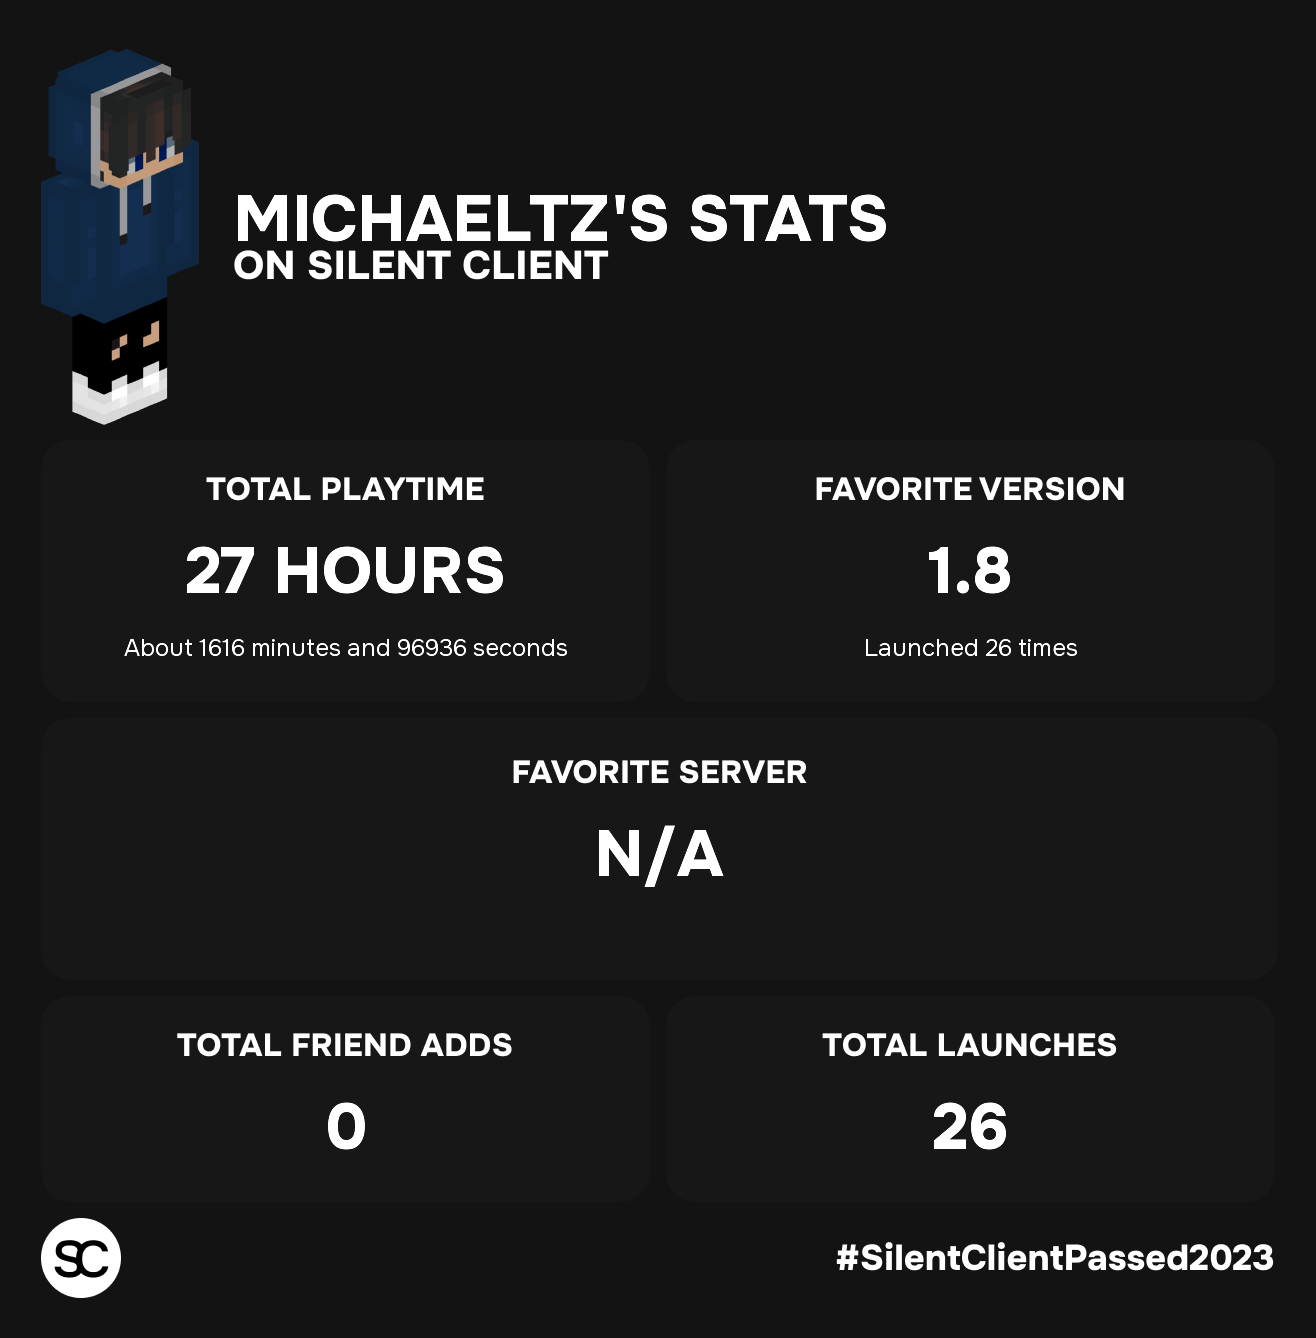 MICHAELTZ'S STATS
ON SILENT CLIENT
TOTAL PLAYTIME
27 HOURS
About 1616 minutes and 96936 seconds
FAVORITE VERSION
1.8
Launched 26 times
FAVORITE SERVER
N/A
TOTAL FRIEND ADDS
0
TOTAL LAUNCHES
26
SC
#SilentClientPassed2023